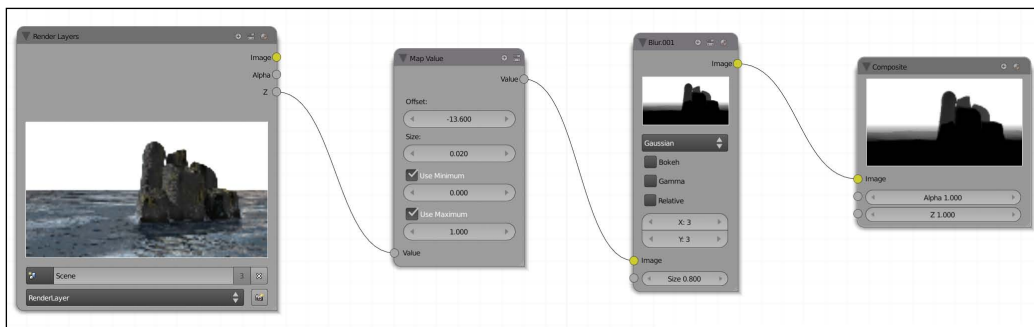 Render Layers
Image
Alpha
Z
Scene
3
RenderLayer
Map Value
Value
Offset:
-13.600
Size:
0.020
Use Minimum
0.000
Use Maximum
1.000
Value
Blur.001
Image
Gaussian
Bokeh
Gamma
Relative
X: 3
Y: 3
Image
Size 0.800
Composite
Image
Alpha 1.000
Z 1.000